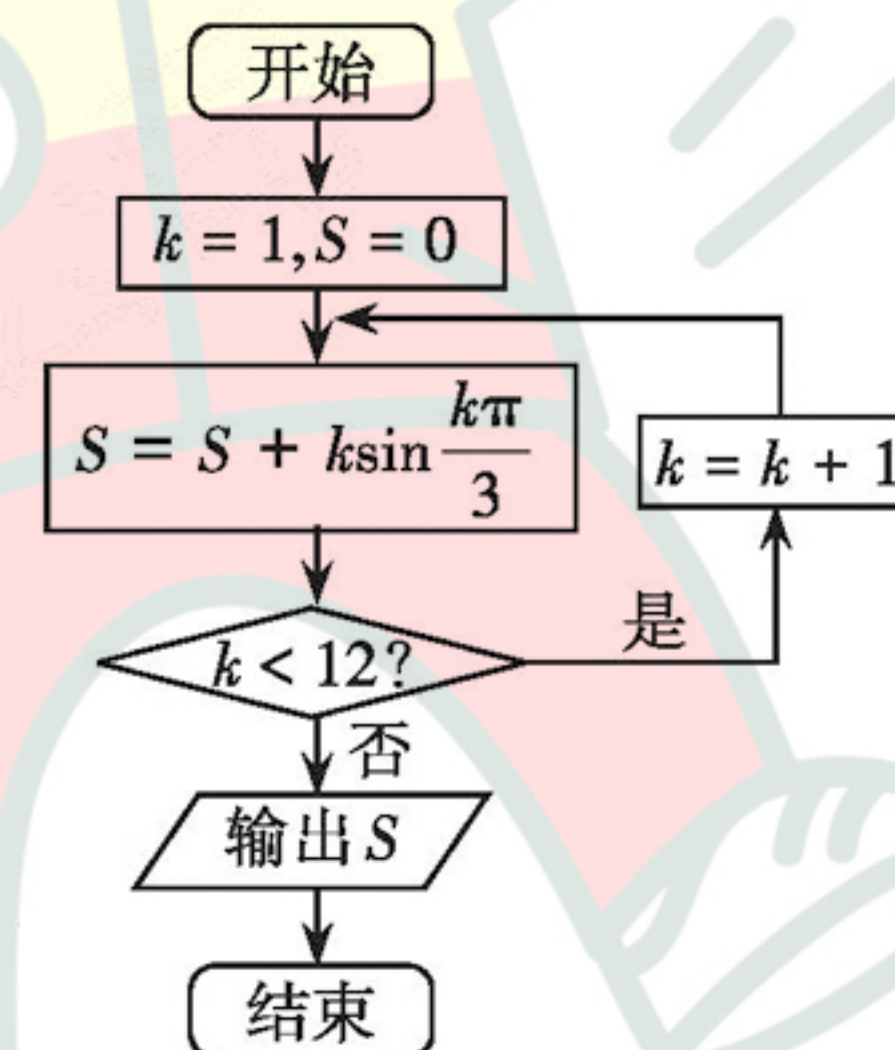 开始
k = 1, S = 0
S = S + ksin kπ/3
k = k + 1
k < 12?
是
否
输出 S
结束